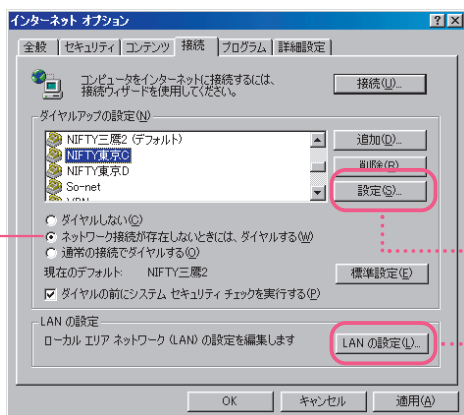 インターネット オプション
全般 セキュリティ コンテンツ 接続 プログラム 詳細設定
コンピュータをインターネットに接続するには、
接続ウィザードを使用してください。
接続(U)...
ダイヤルアップの設定(N)
NIFTY三鷹2 (デフォルト)
NIFTY東京C
NIFTY東京D
So-net
VPN
追加(D)...
削除(R)
設定(S)...
ダイヤルしない(C)
ネットワーク接続が存在しないときには、ダイヤルする(W)
通常の接続でダイヤルする(O)
現在のデフォルト: NIFTY三鷹2
標準設定(E)
ダイヤルの前にシステム セキュリティ チェックを実行する(P)
LAN の設定
ローカル エリア ネットワーク (LAN) の設定を編集します
LAN の設定(L)...
OK キャンセル 適用(A)